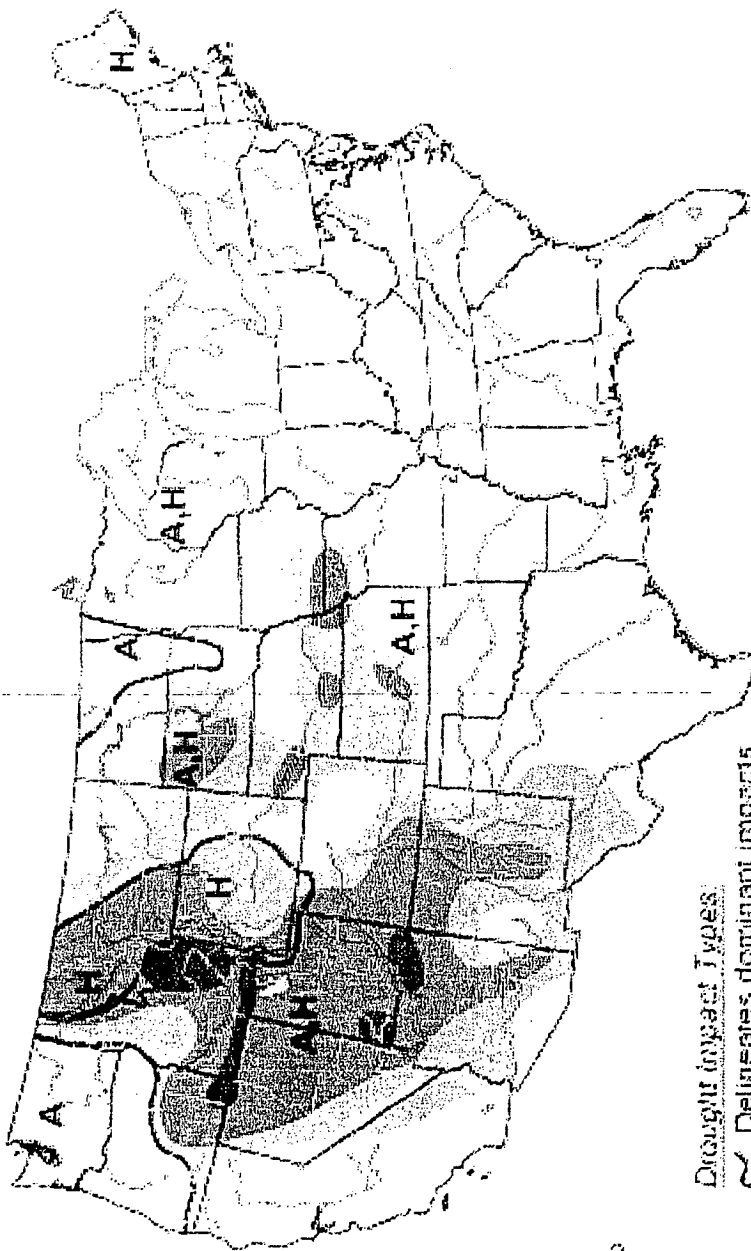 A
H
A
A,H
H
A,H
H
A,H
A,H
Drought Impact Types:
Delineates dominant impacts